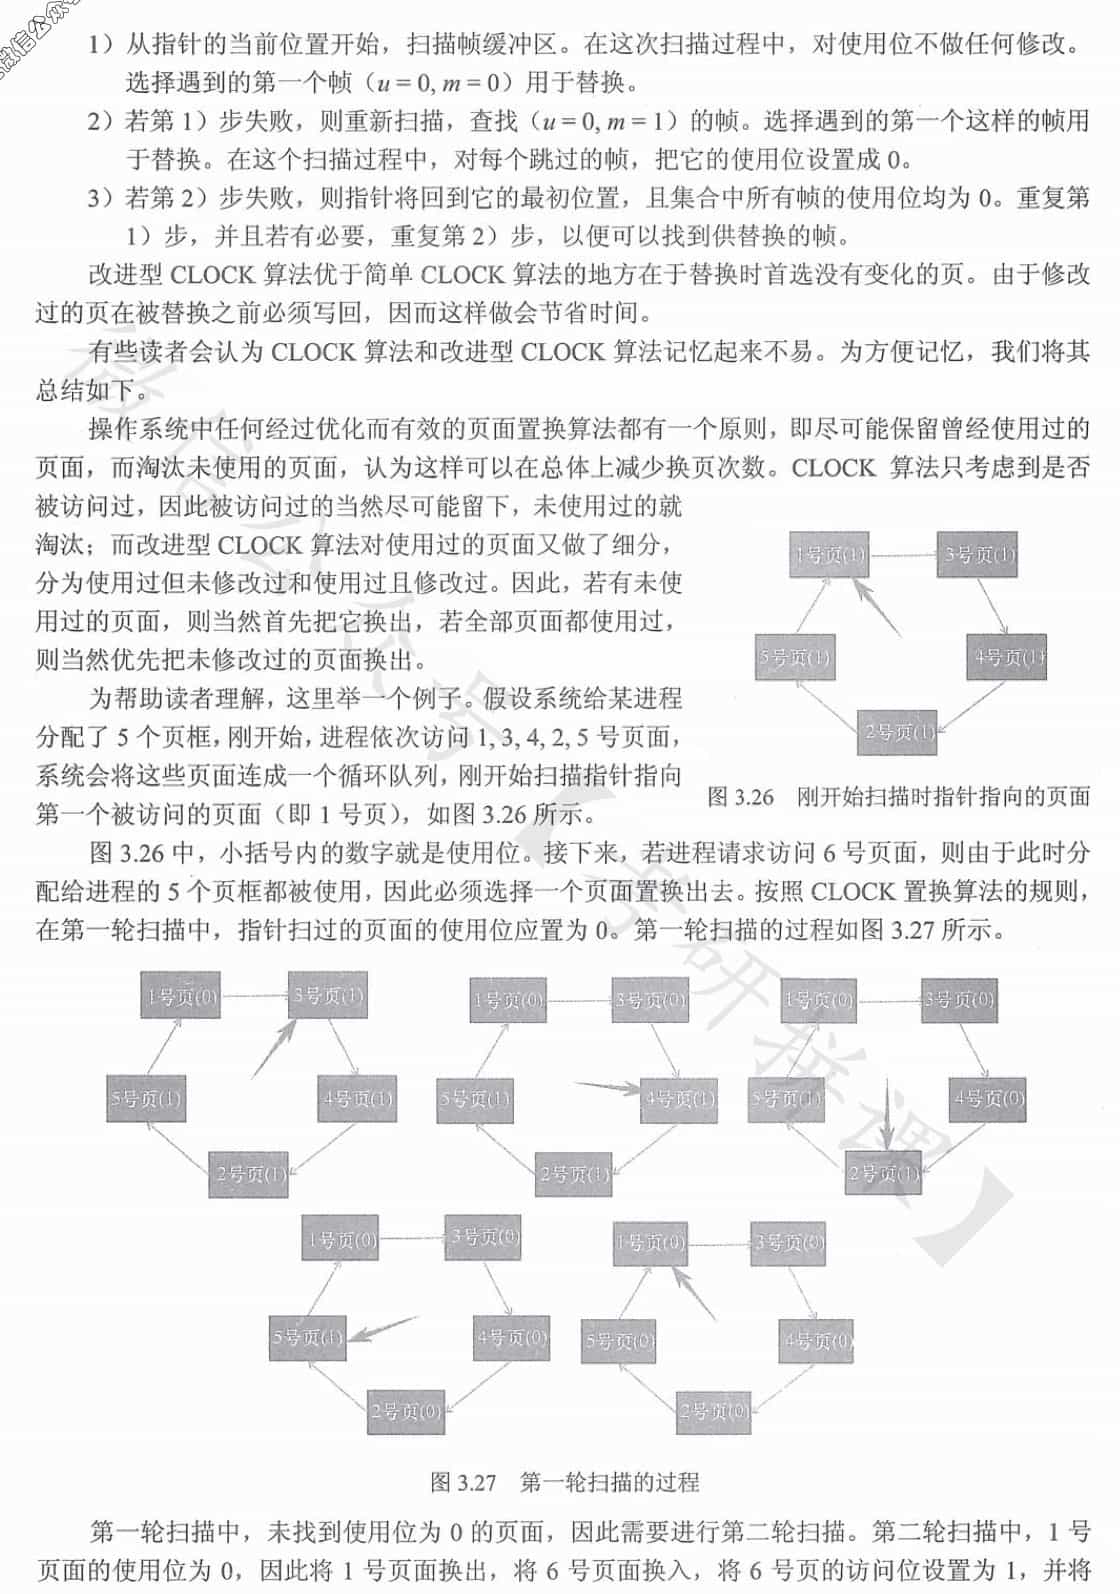 1）从指针的当前位置开始，扫描帧缓冲区。在这次扫描过程中，对使用位不做任何修改。
选择遇到的第一个帧（u = 0, m = 0）用于替换。
2）若第 1）步失败，则重新扫描，查找（u = 0, m = 1）的帧。选择遇到的第一个这样的帧用
于替换。在这个扫描过程中，对每个跳过的帧，把它的使用位设置成 0。
3）若第 2）步失败，则指针将回到它的最初位置，且集合中所有帧的使用位均为 0。重复第
1）步，并且若有必要，重复第 2）步，以便可以找到供替换的帧。
改进型 CLOCK 算法优于简单 CLOCK 算法的地方在于替换时首选没有变化的页。由于修改
过的页在被替换之前必须写回，因而这样做会节省时间。
有些读者会认为 CLOCK 算法和改进型 CLOCK 算法记忆起来不易。为方便记忆，我们将其
总结如下。
操作系统中任何经过优化而有效的页面置换算法都有一个原则，即尽可能保留曾经使用过的
页面，而淘汰未使用的页面，认为这样可以在总体上减少换页次数。CLOCK 算法只考虑到是否
被访问过，因此被访问过的当然尽可能留下，未使用过的就
淘汰；而改进型 CLOCK 算法对使用过的页面又做了细分，
分为使用过但未修改过和使用过且修改过。因此，若有未使
用过的页面，则当然首先把它换出，若全部页面都使用过，
则当然优先把未修改过的页面换出。
为帮助读者理解，这里举一个例子。假设系统给某进程
分配了 5 个页框，刚开始，进程依次访问 1, 3, 4, 2, 5 号页面，
系统会将这些页面连成一个循环队列，刚开始扫描指针指向
第一个被访问的页面（即 1 号页），如图 3.26 所示。
1号页(1)
3号页(1)
5号页(1)
4号页(1)
2号页(1)
图 3.26 刚开始扫描时指针指向的页面
图 3.26 中，小括号内的数字就是使用位。接下来，若进程请求访问 6 号页面，则由于此时分
配给进程的 5 个页框都被使用，因此必须选择一个页面置换出去。按照 CLOCK 置换算法的规则，
在第一轮扫描中，指针扫过的页面的使用位应置为 0。第一轮扫描的过程如图 3.27 所示。
1号页(0)
3号页(1)
5号页(1)
4号页(1)
2号页(1)
1号页(0)
3号页(0)
5号页(1)
4号页(1)
2号页(1)
1号页(0)
3号页(0)
5号页(1)
4号页(0)
2号页(1)
1号页(0)
3号页(0)
5号页(1)
4号页(0)
2号页(0)
1号页(0)
3号页(0)
5号页(0)
4号页(0)
2号页(0)
图 3.27 第一轮扫描的过程
第一轮扫描中，未找到使用位为 0 的页面，因此需要进行第二轮扫描。第二轮扫描中，1 号
页面的使用位为 0，因此将 1 号页面换出，将 6 号页面换入，将 6 号页的访问位设置为 1，并将
微信公众号【考研拼课】
微信公众号